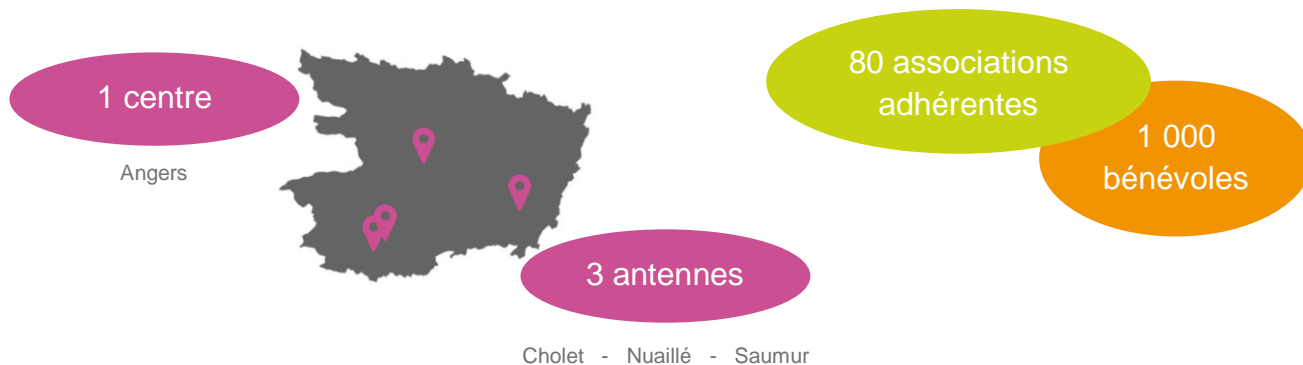 1 centre
Angers
3 antennes
Cholet - Nuaillé - Saumur
80 associations
adhérentes
1 000
bénévoles